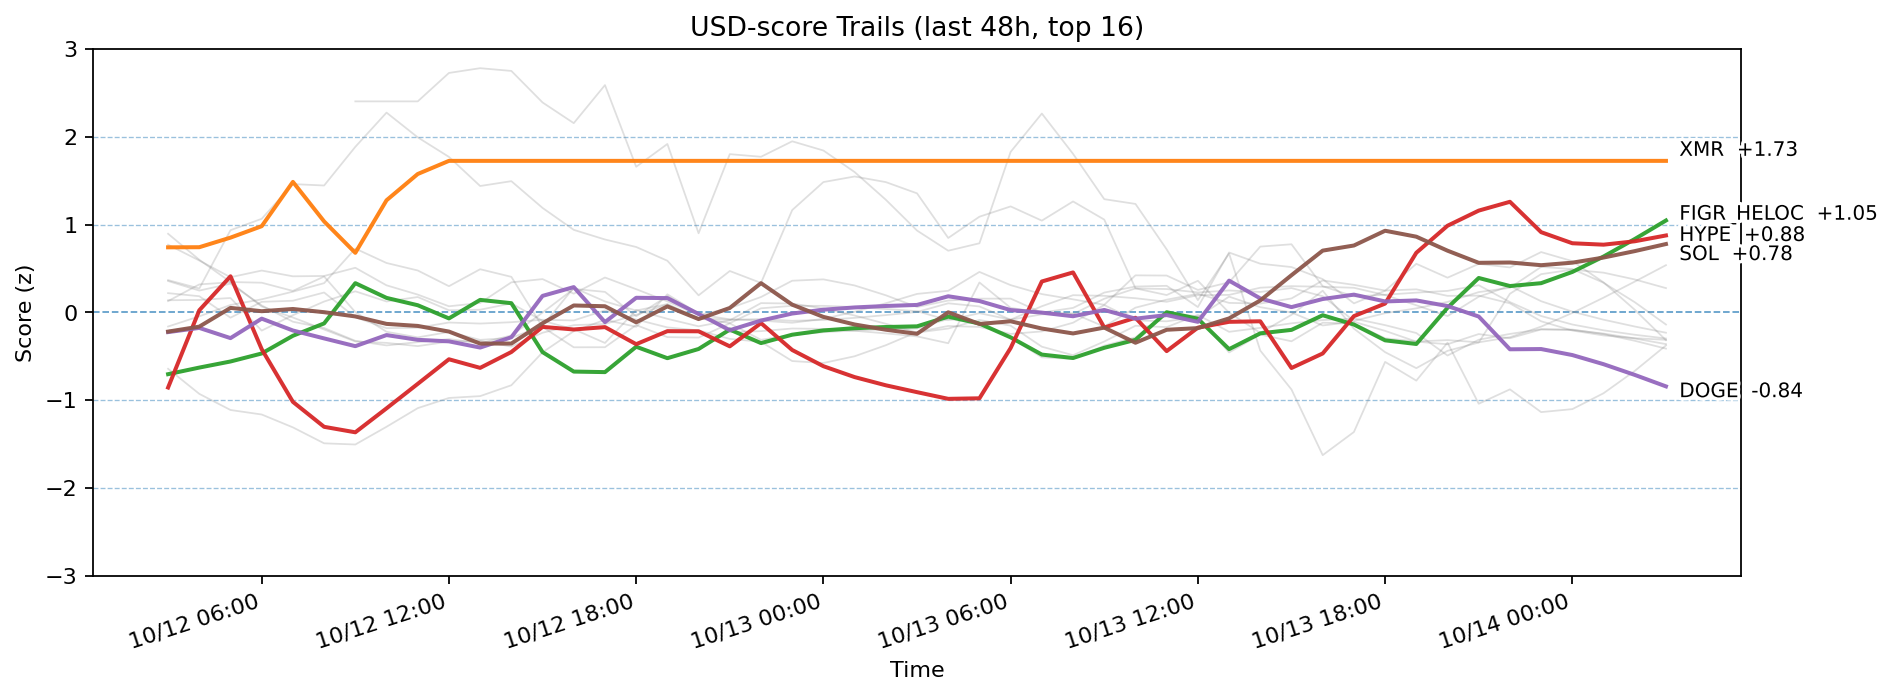 USD-score Trails (last 48h, top 16)
3
2
1
0
−1
−2
−3
Score (z)
XMR +1.73
FIGR_HELOC +1.05
HYPE +0.88
SOL +0.78
DOGE -0.84
10/12 06:00
10/12 12:00
10/12 18:00
10/13 00:00
10/13 06:00
10/13 12:00
10/13 18:00
10/14 00:00
Time